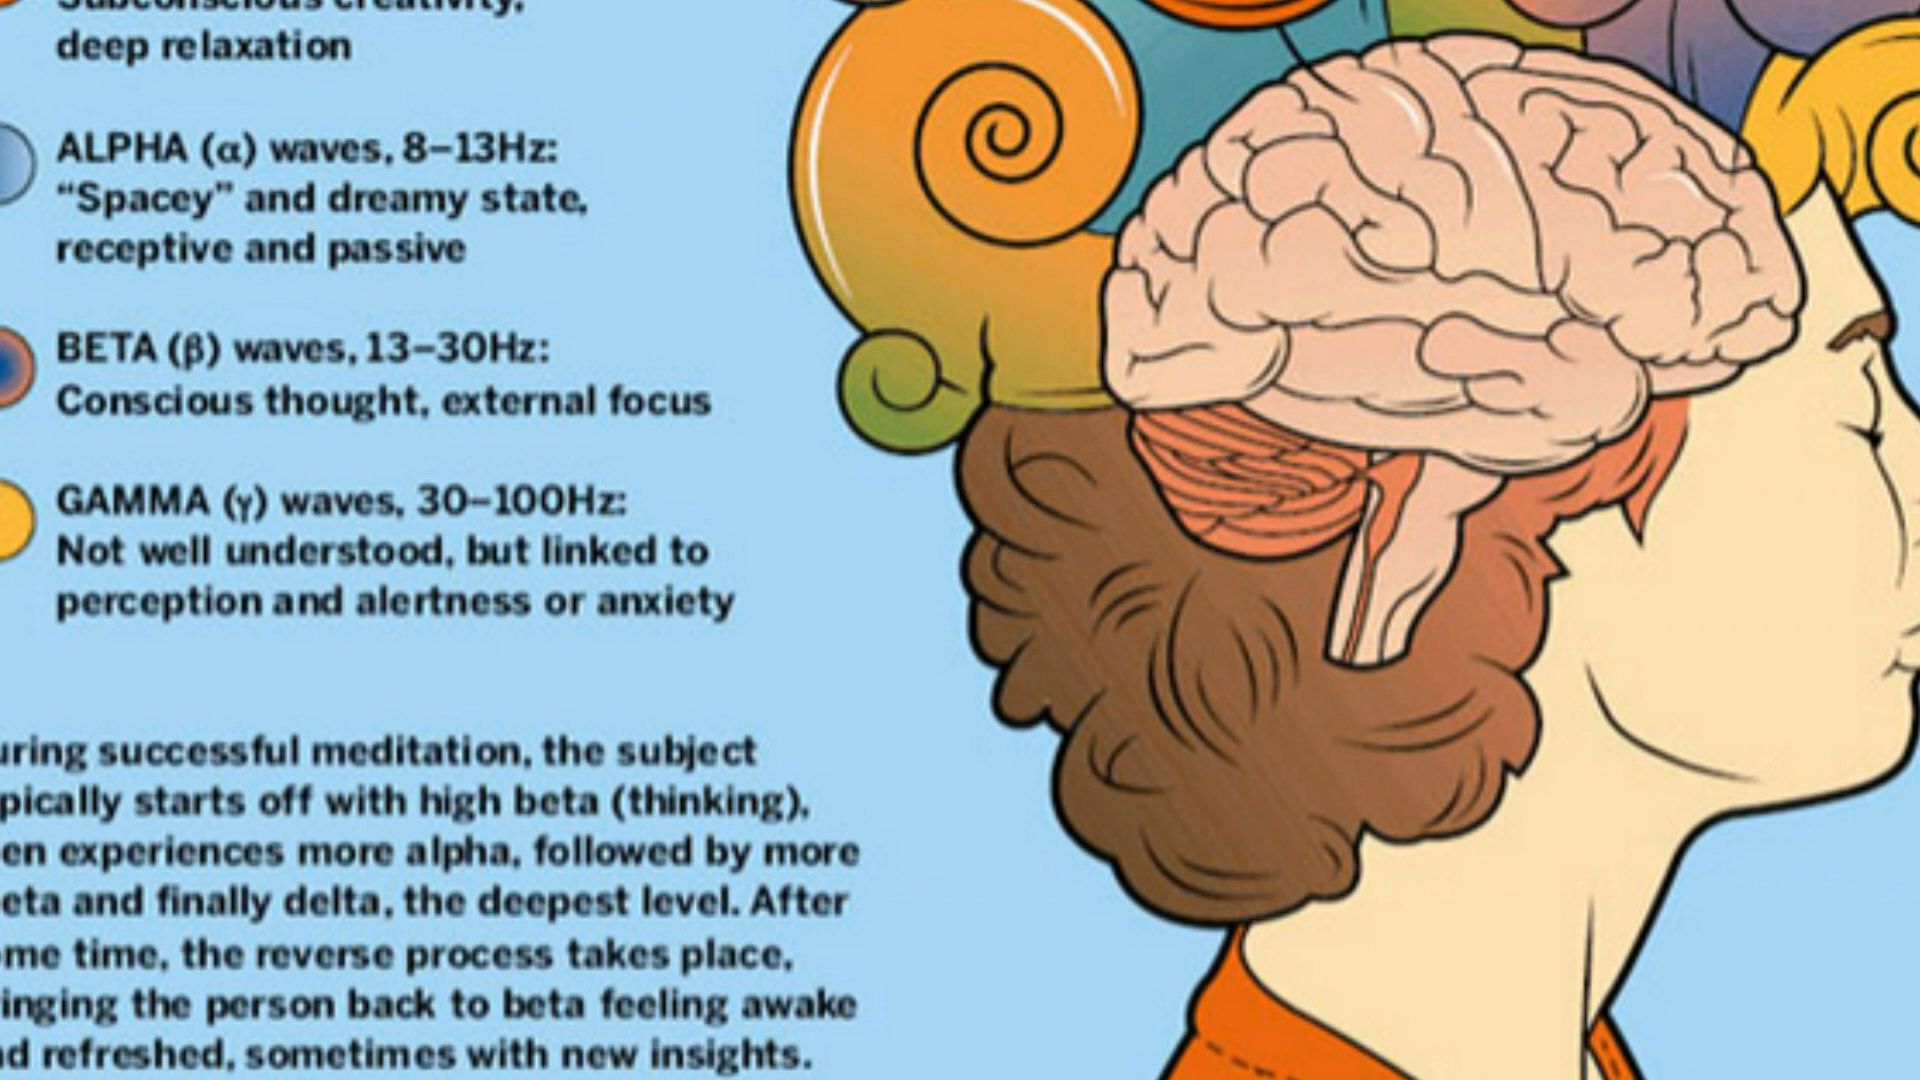 Subconscious creativity,
deep relaxation
ALPHA (α) waves, 8–13Hz:
“Spacey” and dreamy state,
receptive and passive
BETA (β) waves, 13–30Hz:
Conscious thought, external focus
GAMMA (γ) waves, 30–100Hz:
Not well understood, but linked to
perception and alertness or anxiety
uring successful meditation, the subject
pically starts off with high beta (thinking),
en experiences more alpha, followed by more
eta and finally delta, the deepest level. After
me time, the reverse process takes place,
inging the person back to beta feeling awake
d refreshed, sometimes with new insights.